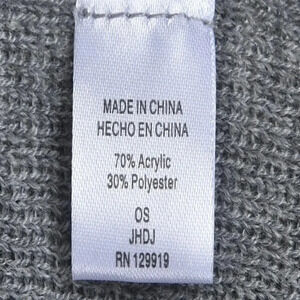 MADE IN CHINA
HECHO EN CHINA
70% Acrylic
30% Polyester
OS
JHDJ
RN 129919